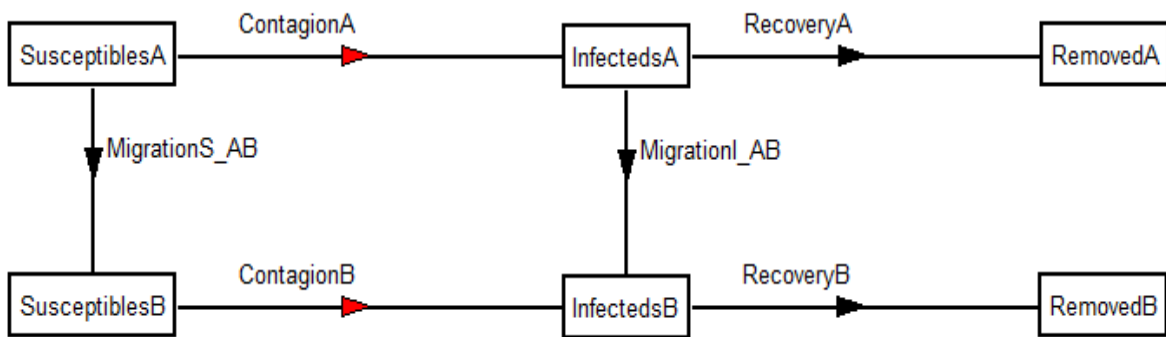 ContagionA
RecoveryA
SusceptiblesA
InfectedsA
RemovedA
MigrationS_AB
MigrationI_AB
ContagionB
RecoveryB
SusceptiblesB
InfectedsB
RemovedB